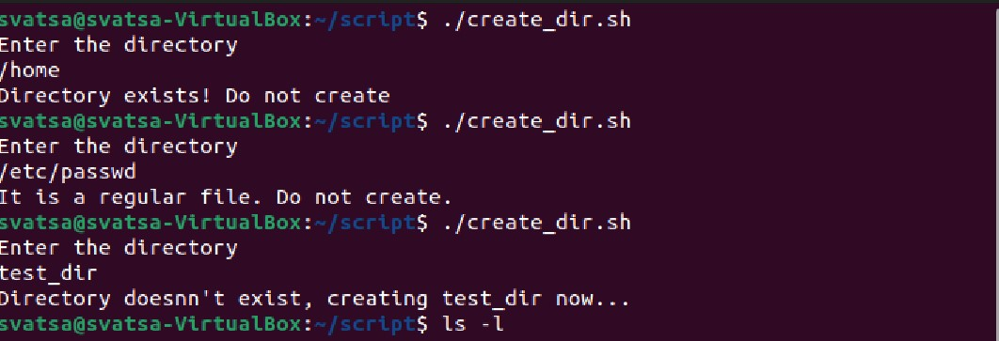 svatsa@svatsa-VirtualBox:~/script$ ./create_dir.sh
Enter the directory
/home
Directory exists! Do not create
svatsa@svatsa-VirtualBox:~/script$ ./create_dir.sh
Enter the directory
/etc/passwd
It is a regular file. Do not create.
svatsa@svatsa-VirtualBox:~/script$ ./create_dir.sh
Enter the directory
test_dir
Directory doesnn't exist, creating test_dir now...
svatsa@svatsa-VirtualBox:~/script$ ls -l